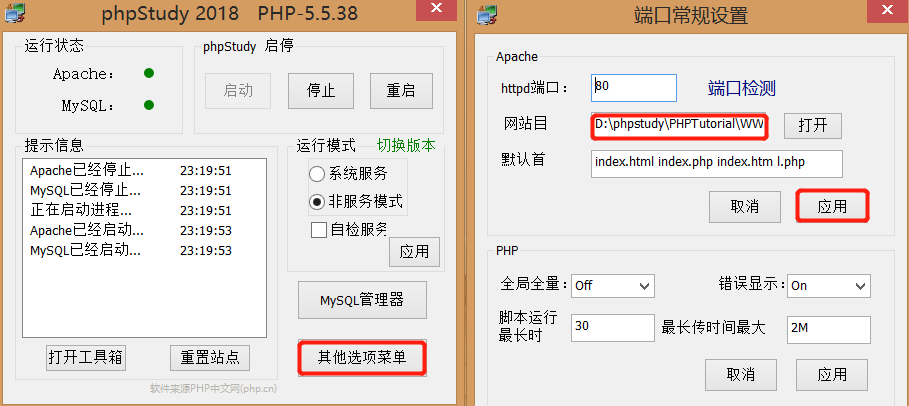 phpStudy 2018 PHP-5.5.38
运行状态
Apache:
MySQL:
phpStudy 启停
启动
停止
重启
提示信息
Apache已经停止... 23:19:51
MySQL已经停止... 23:19:51
正在启动进程... 23:19:51
Apache已经启动... 23:19:53
MySQL已经启动... 23:19:53
打开工具箱
重置站点
运行模式 切换版本
系统服务
非服务模式
自检服务
应用
MySQL管理器
其他选项菜单
软件来源PHP中文网(php.cn)
端口常规设置
Apache
httpd端口: 80 端口检测
网站目 D:\phpstudy\PHPTutorial\WW 打开
默认首 index.html index.php index.htm l.php
取消 应用
PHP
全局全量: Off 错误显示: On
脚本运行
最长时 30 最长传时间最大 2M
取消 应用